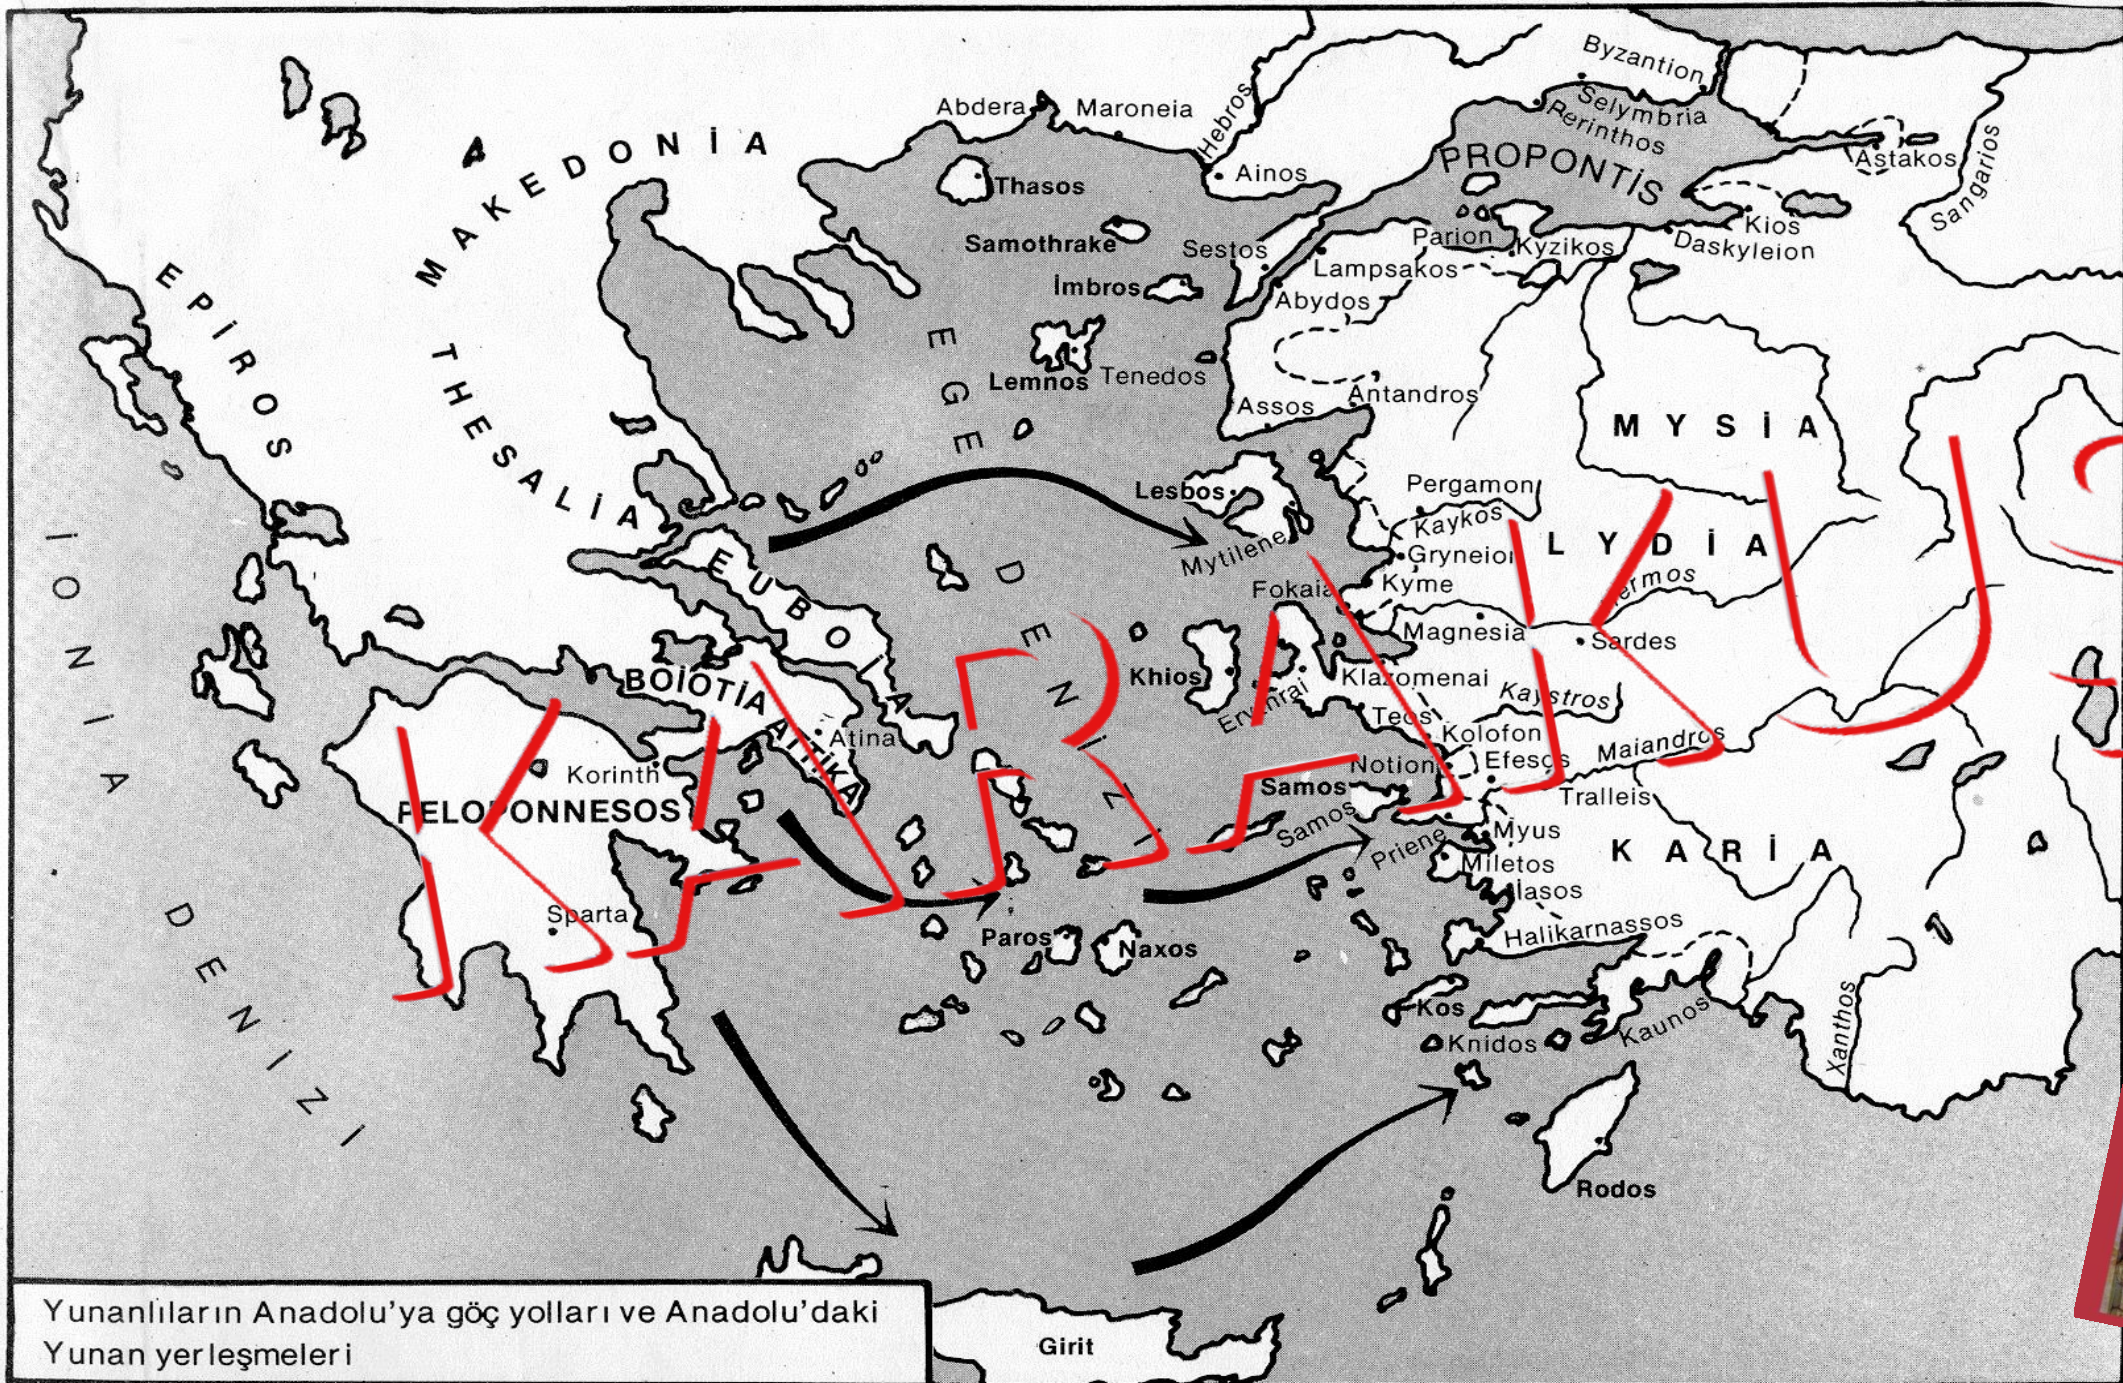 Byzantion
Selymbria
Perinthos
PROPONTİS
Abdera
Maroneia
Hebros
Ainos
Thasos
Samothrake
İmbros
Sestos
Lampsakos
Abydos
Parion
Kyzikos
Daskyleion
Kios
Astakos
Sangarios
MAKEDONİA
EPİROS
THESALİA
EGE DENİZİ
Lemnos
Tenedos
Assos
Antandros
MYSİA
Lesbos
Mytilene
Pergamon
Kaykos
Gryneion
Kyme
Fokaia
LYDİA
Magnesia
Sardes
İONİA DENİZİ
EUBOİA
BOİOTİA
ATTİKA
Atina
Korinth
PELOPONNESOS
Sparta
Khios
Klazomenai
Teos
Kaystros
Kolofon
Efesos
Notion
Maiandros
Tralleis
Samos
Samos
Priene
Myus
Miletos
İasos
KARİA
Halikarnassos
Paros
Naxos
Kos
Knidos
Kaunos
Xanthos
Rodos
Girit
KARAKUŞ
Yunanlıların Anadolu'ya göç yolları ve Anadolu'daki
Yunan yerleşmeleri